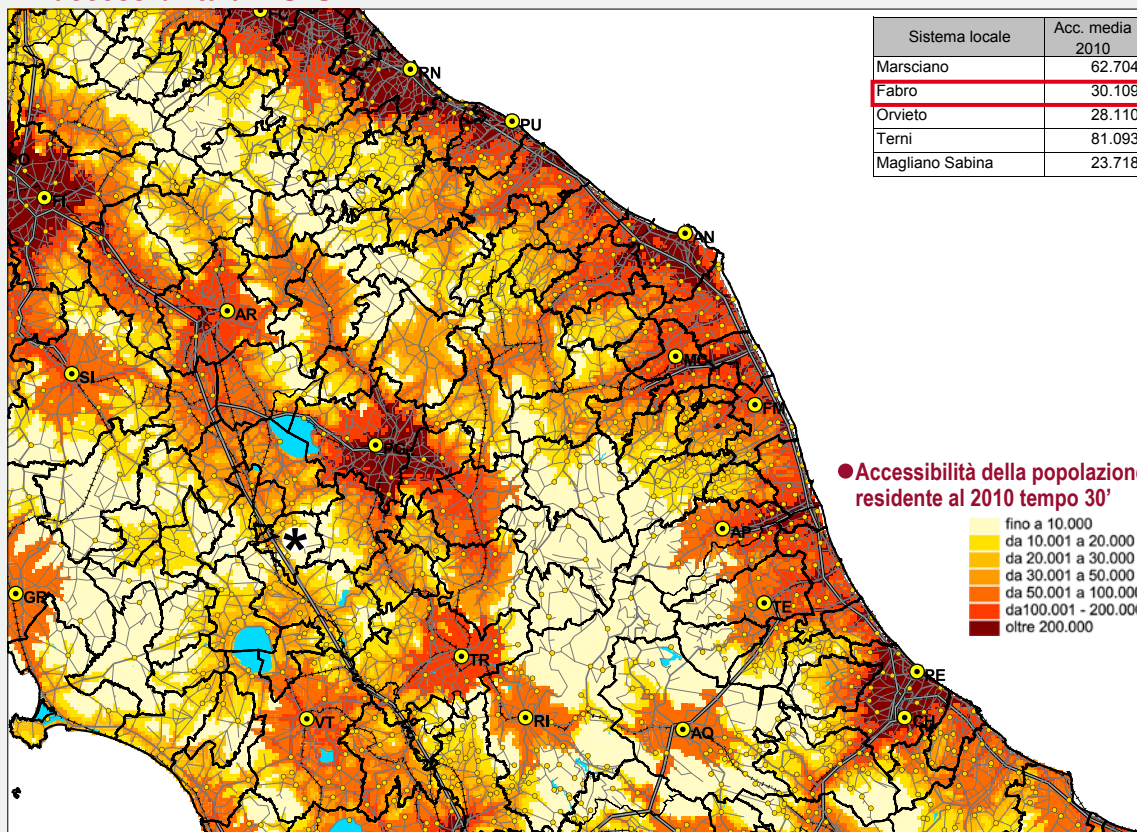 Sistema locale
Acc. media
2010
Marsciano 62.704
Fabro 30.109
Orvieto 28.110
Terni 81.093
Magliano Sabina 23.718
RN
PU
FI
AN
AR
MC
SI
FM
PG
AP
*
GR
TE
TR
PE
VT
RI
AQ
CH
Accessibilità della popolazione
residente al 2010 tempo 30'
fino a 10.000
da 10.001 a 20.000
da 20.001 a 30.000
da 30.001 a 50.000
da 50.001 a 100.000
da100.001 - 200.000
oltre 200.000